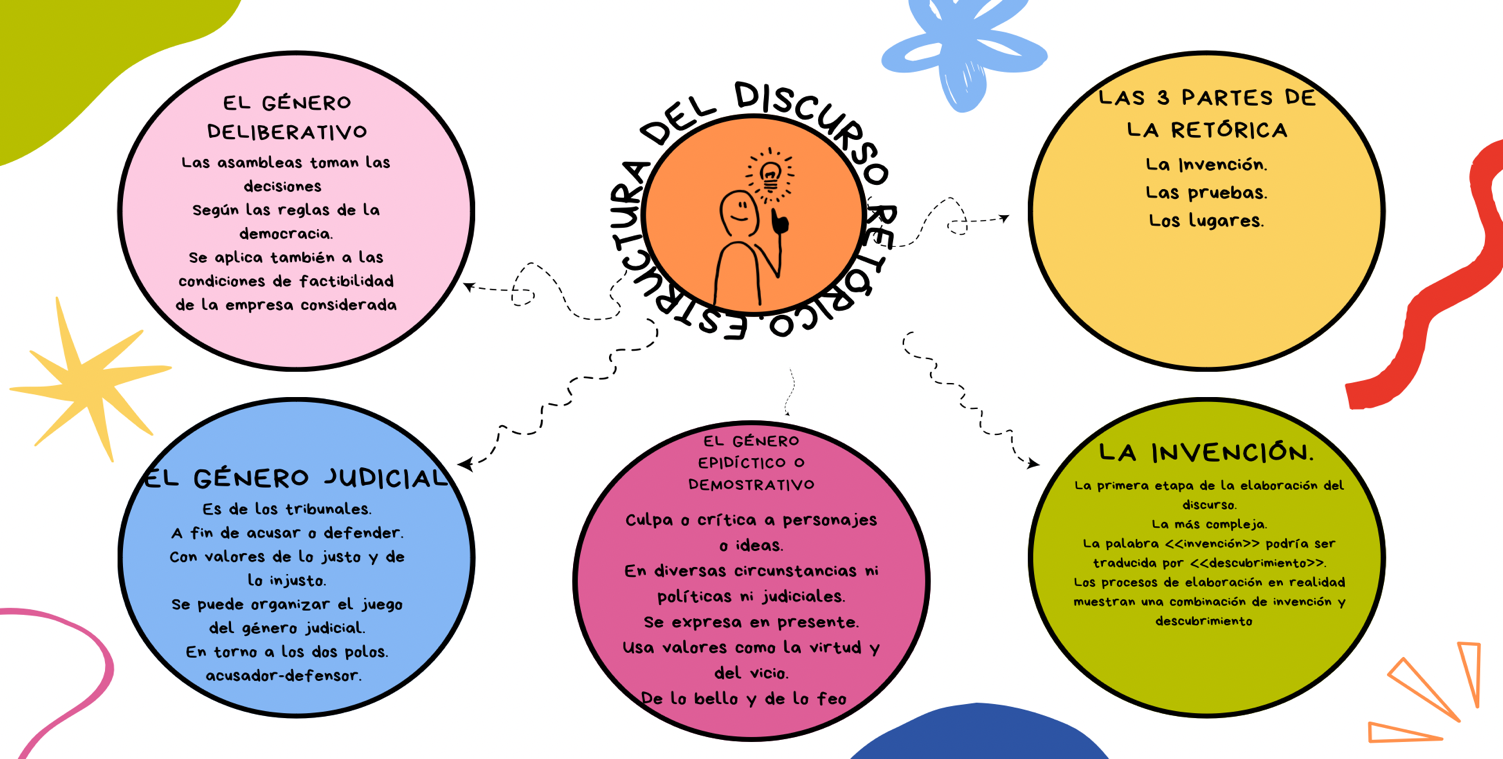 ESTRUCTURA DEL DISCURSO RETÓRICO.
EL GÉNERO
DELIBERATIVO
Las asambleas toman las
decisiones
Según las reglas de la
democracia.
Se aplica también a las
condiciones de factibilidad
de la empresa considerada
LAS 3 PARTES DE
LA RETÓRICA
La Invención.
Las pruebas.
Los lugares.
EL GÉNERO JUDICIAL
Es de los tribunales.
A fin de acusar o defender.
Con valores de lo justo y de
lo injusto.
Se puede organizar el juego
del género judicial.
En torno a los dos polos.
acusador-defensor.
EL GÉNERO
EPIDÍCTICO O
DEMOSTRATIVO
Culpa o crítica a personajes
o ideas.
En diversas circunstancias ni
políticas ni judiciales.
Se expresa en presente.
Usa valores como la virtud y
del vicio.
De lo bello y de lo feo
LA INVENCIÓN.
La primera etapa de la elaboración del
discurso.
La más compleja.
La palabra <<invención>> podría ser
traducida por <<descubrimiento>>.
Los procesos de elaboración en realidad
muestran una combinación de invención y
descubrimiento